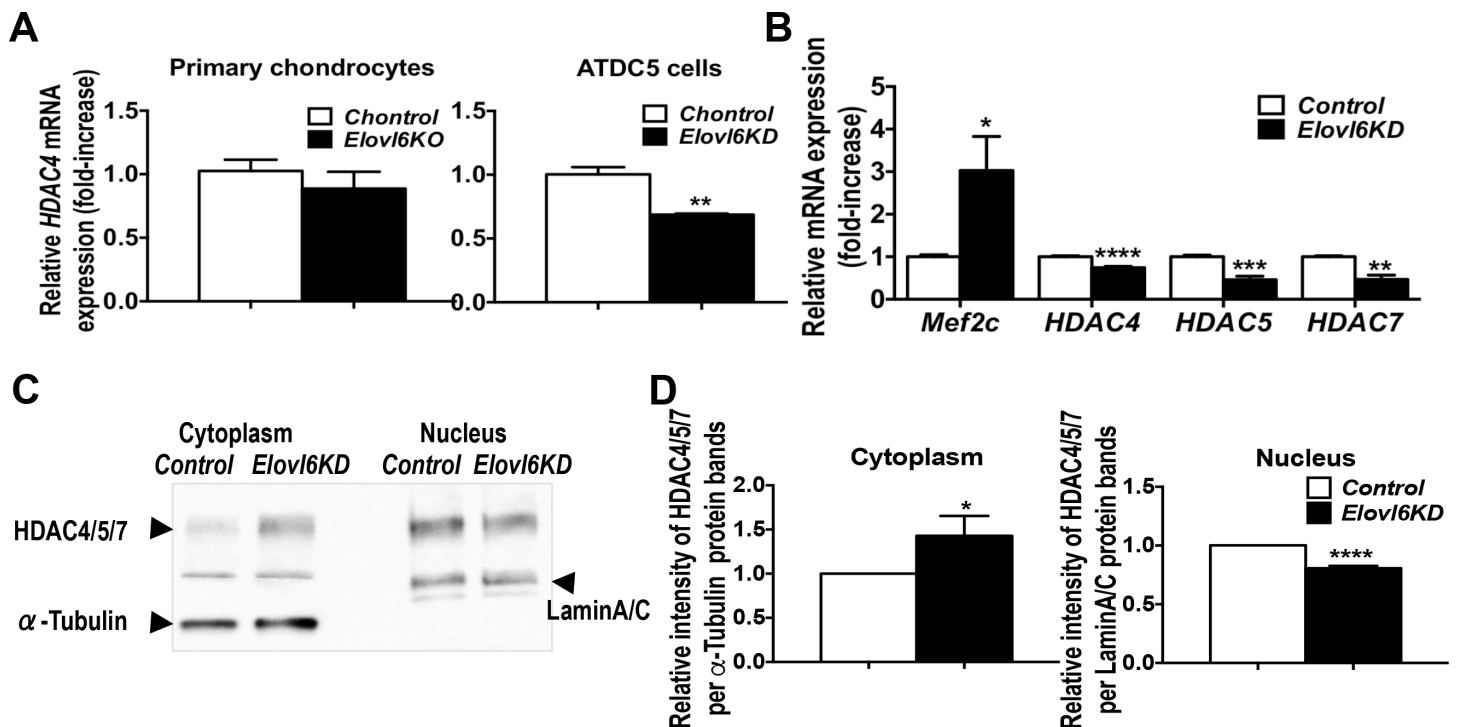 A
Primary chondrocytes
ATDC5 cells
Relative HDAC4 mRNA
expression (fold-increase)
1.5
1.0
0.5
0.0
Chontrol
Elovl6KO
1.5
1.0
0.5
0.0
Chontrol
Elovl6KD
**
B
Relative mRNA expression
(fold-increase)
5
4
3
2
1
0
Control
Elovl6KD
*
****
***
**
Mef2c HDAC4 HDAC5 HDAC7
C
Cytoplasm Nucleus
Control Elovl6KD Control Elovl6KD
HDAC4/5/7
α-Tubulin
LaminA/C
D
Relative intensity of HDAC4/5/7
per α-Tubulin protein bands
Cytoplasm
2.0
1.5
1.0
0.5
0.0
*
Relative intensity of HDAC4/5/7
per LaminA/C protein bands
Nucleus
1.5
1.0
0.5
0.0
Control
Elovl6KD
****